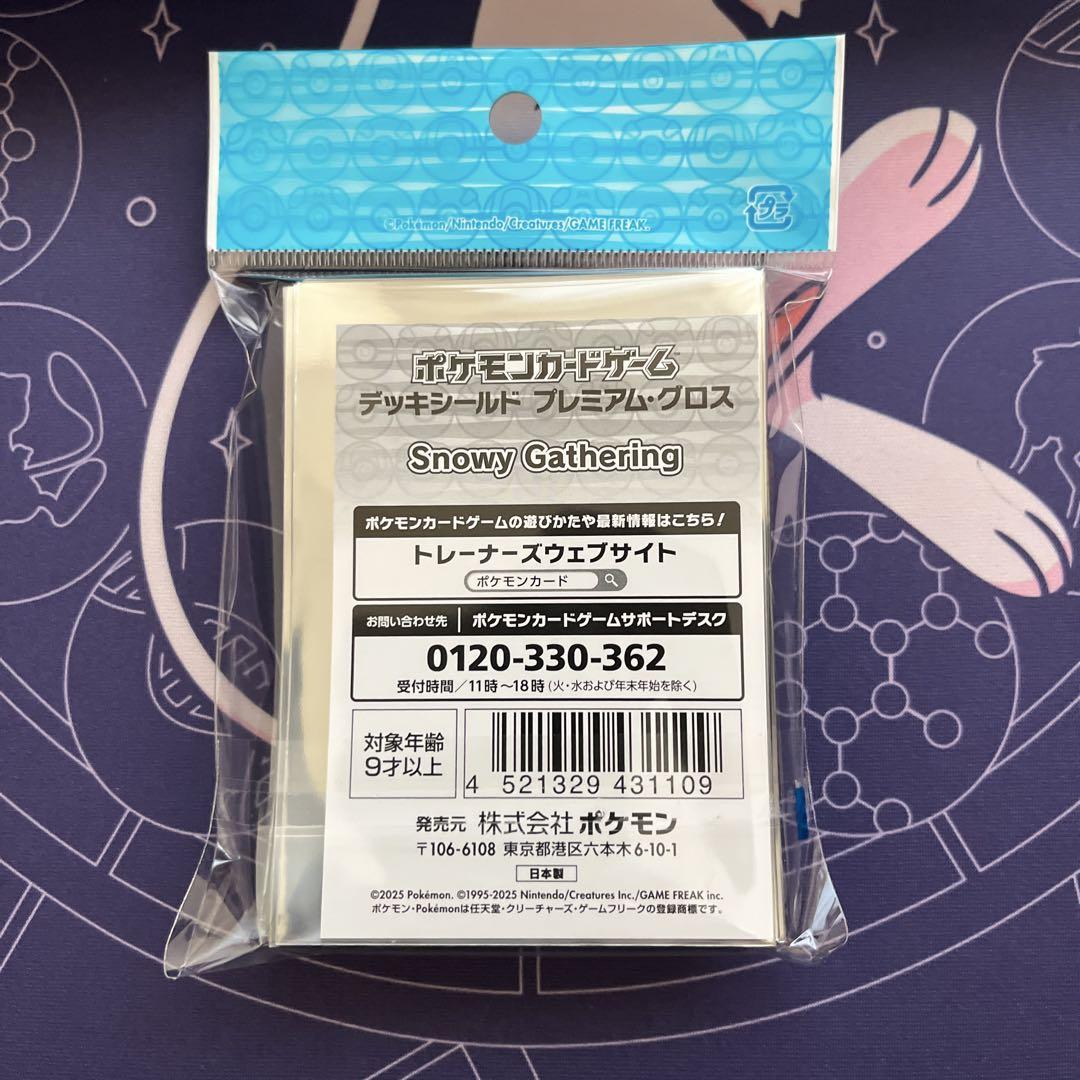 ©Pokémon/Nintendo/Creatures/GAME FREAK.
プラ
ポケモンカードゲーム
デッキシールド プレミアム・グロス
Snowy Gathering
ポケモンカードゲームの遊びかたや最新情報はこちら!
トレーナーズウェブサイト
ポケモンカード
お問い合わせ先 ポケモンカードゲームサポートデスク
0120-330-362
受付時間/11時~18時(火・水および年末年始を除く)
対象年齢
9才以上
4 521329 431109
発売元 株式会社ポケモン
〒106-6108 東京都港区六本木6-10-1
日本製
©2025 Pokémon. ©1995-2025 Nintendo/Creatures Inc./GAME FREAK inc.
ポケモン・Pokémonは任天堂・クリーチャーズ・ゲームフリークの登録商標です。